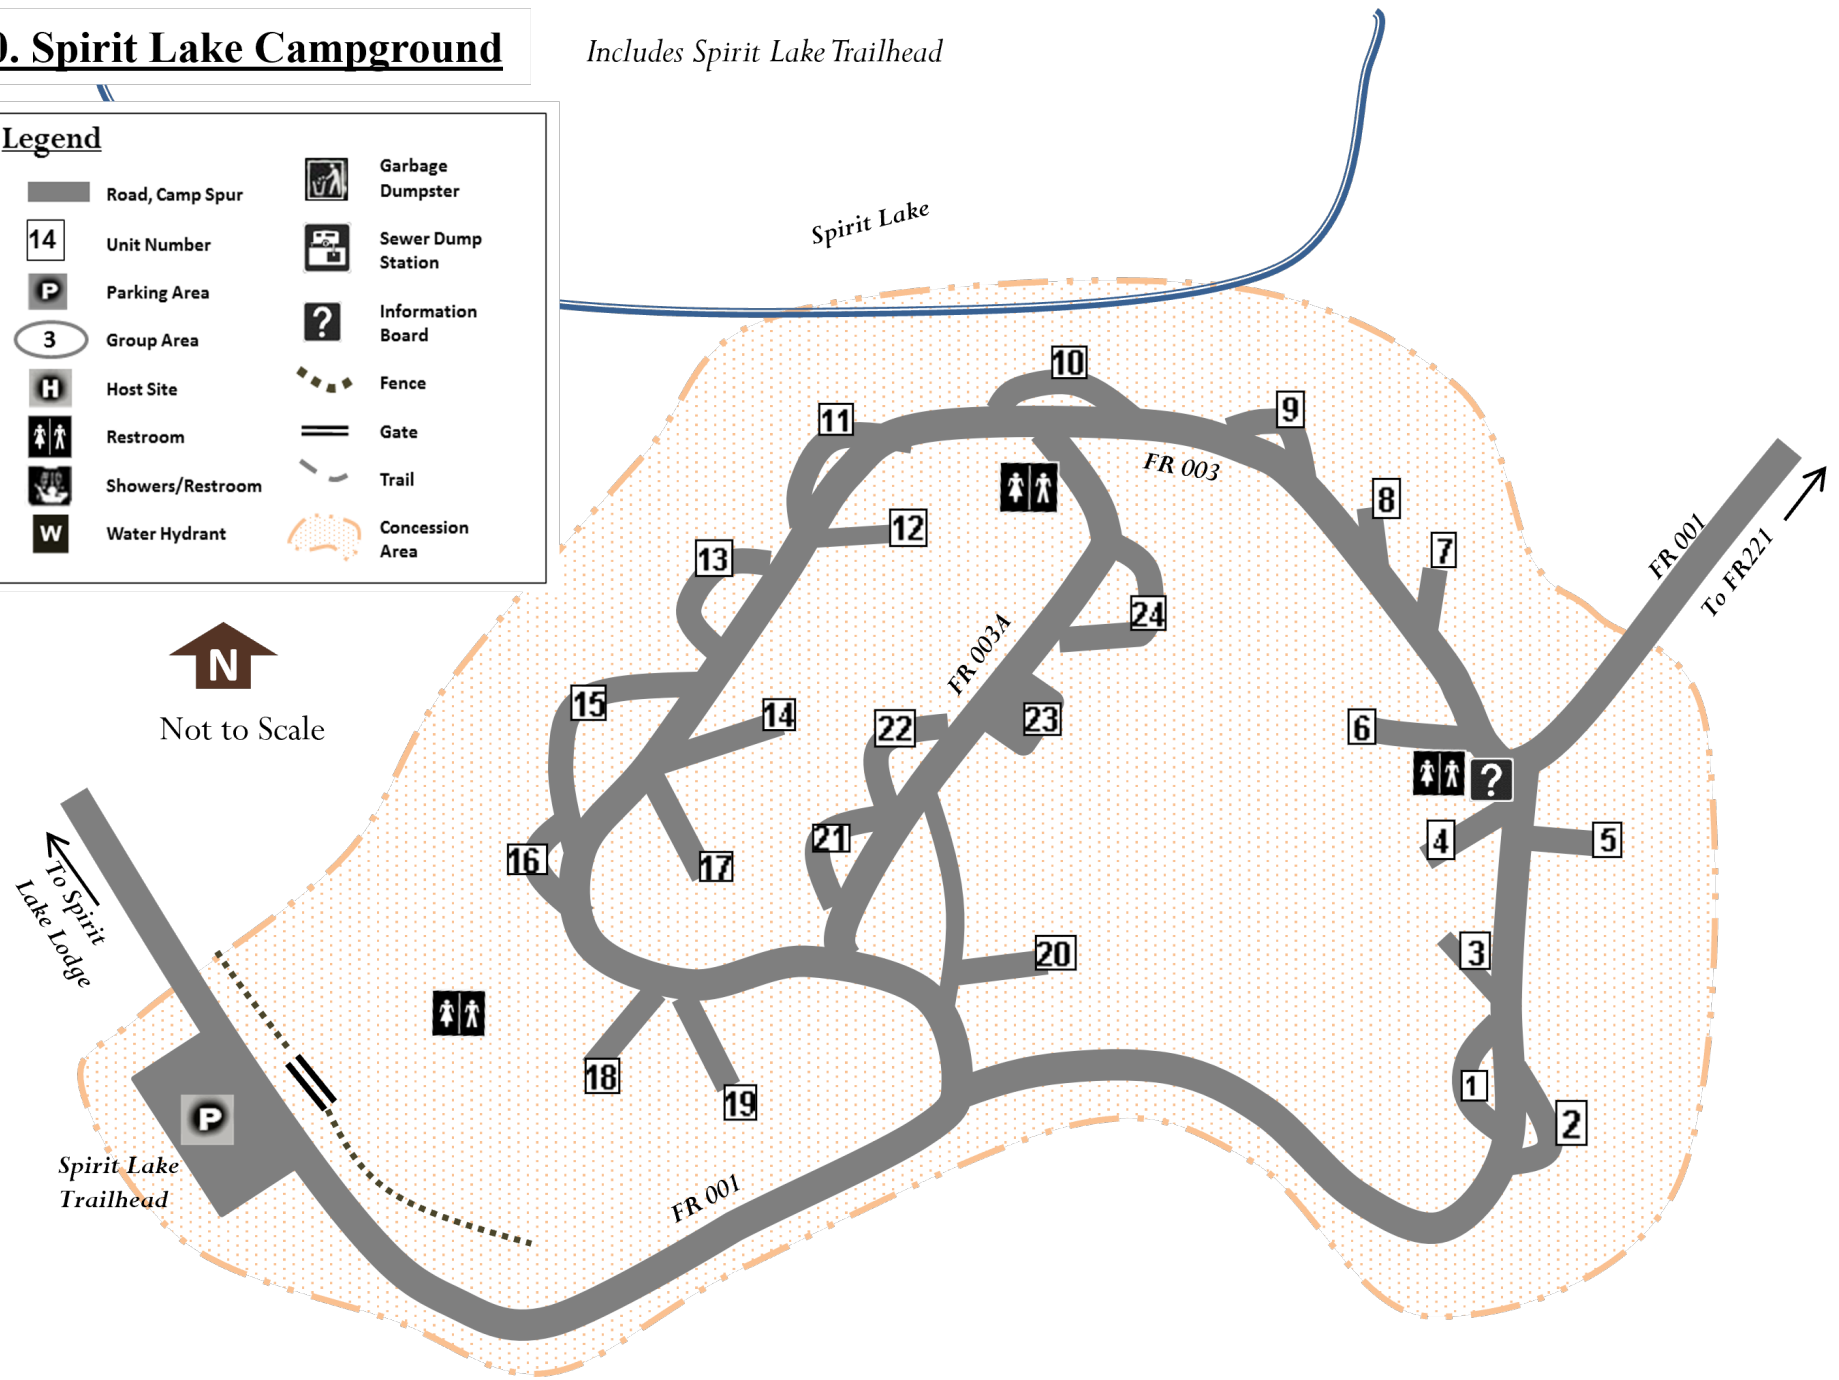 0. Spirit Lake Campground
Includes Spirit Lake Trailhead
Legend
Road, Camp Spur
14
Unit Number
P
Parking Area
3
Group Area
H
Host Site
Restroom
Showers/Restroom
W
Water Hydrant
Garbage
Dumpster
Sewer Dump
Station
?
Information
Board
Fence
Gate
Trail
Concession
Area
N
Not to Scale
Spirit Lake
10
11
9
FR 003
8
12
7
13
FR 001
To FR221
24
FR 003A
15
14
22
23
6
?
21
4
5
16
17
To Spirit
Lake Lodge
20
3
18
19
1
2
P
Spirit Lake
Trailhead
FR 001